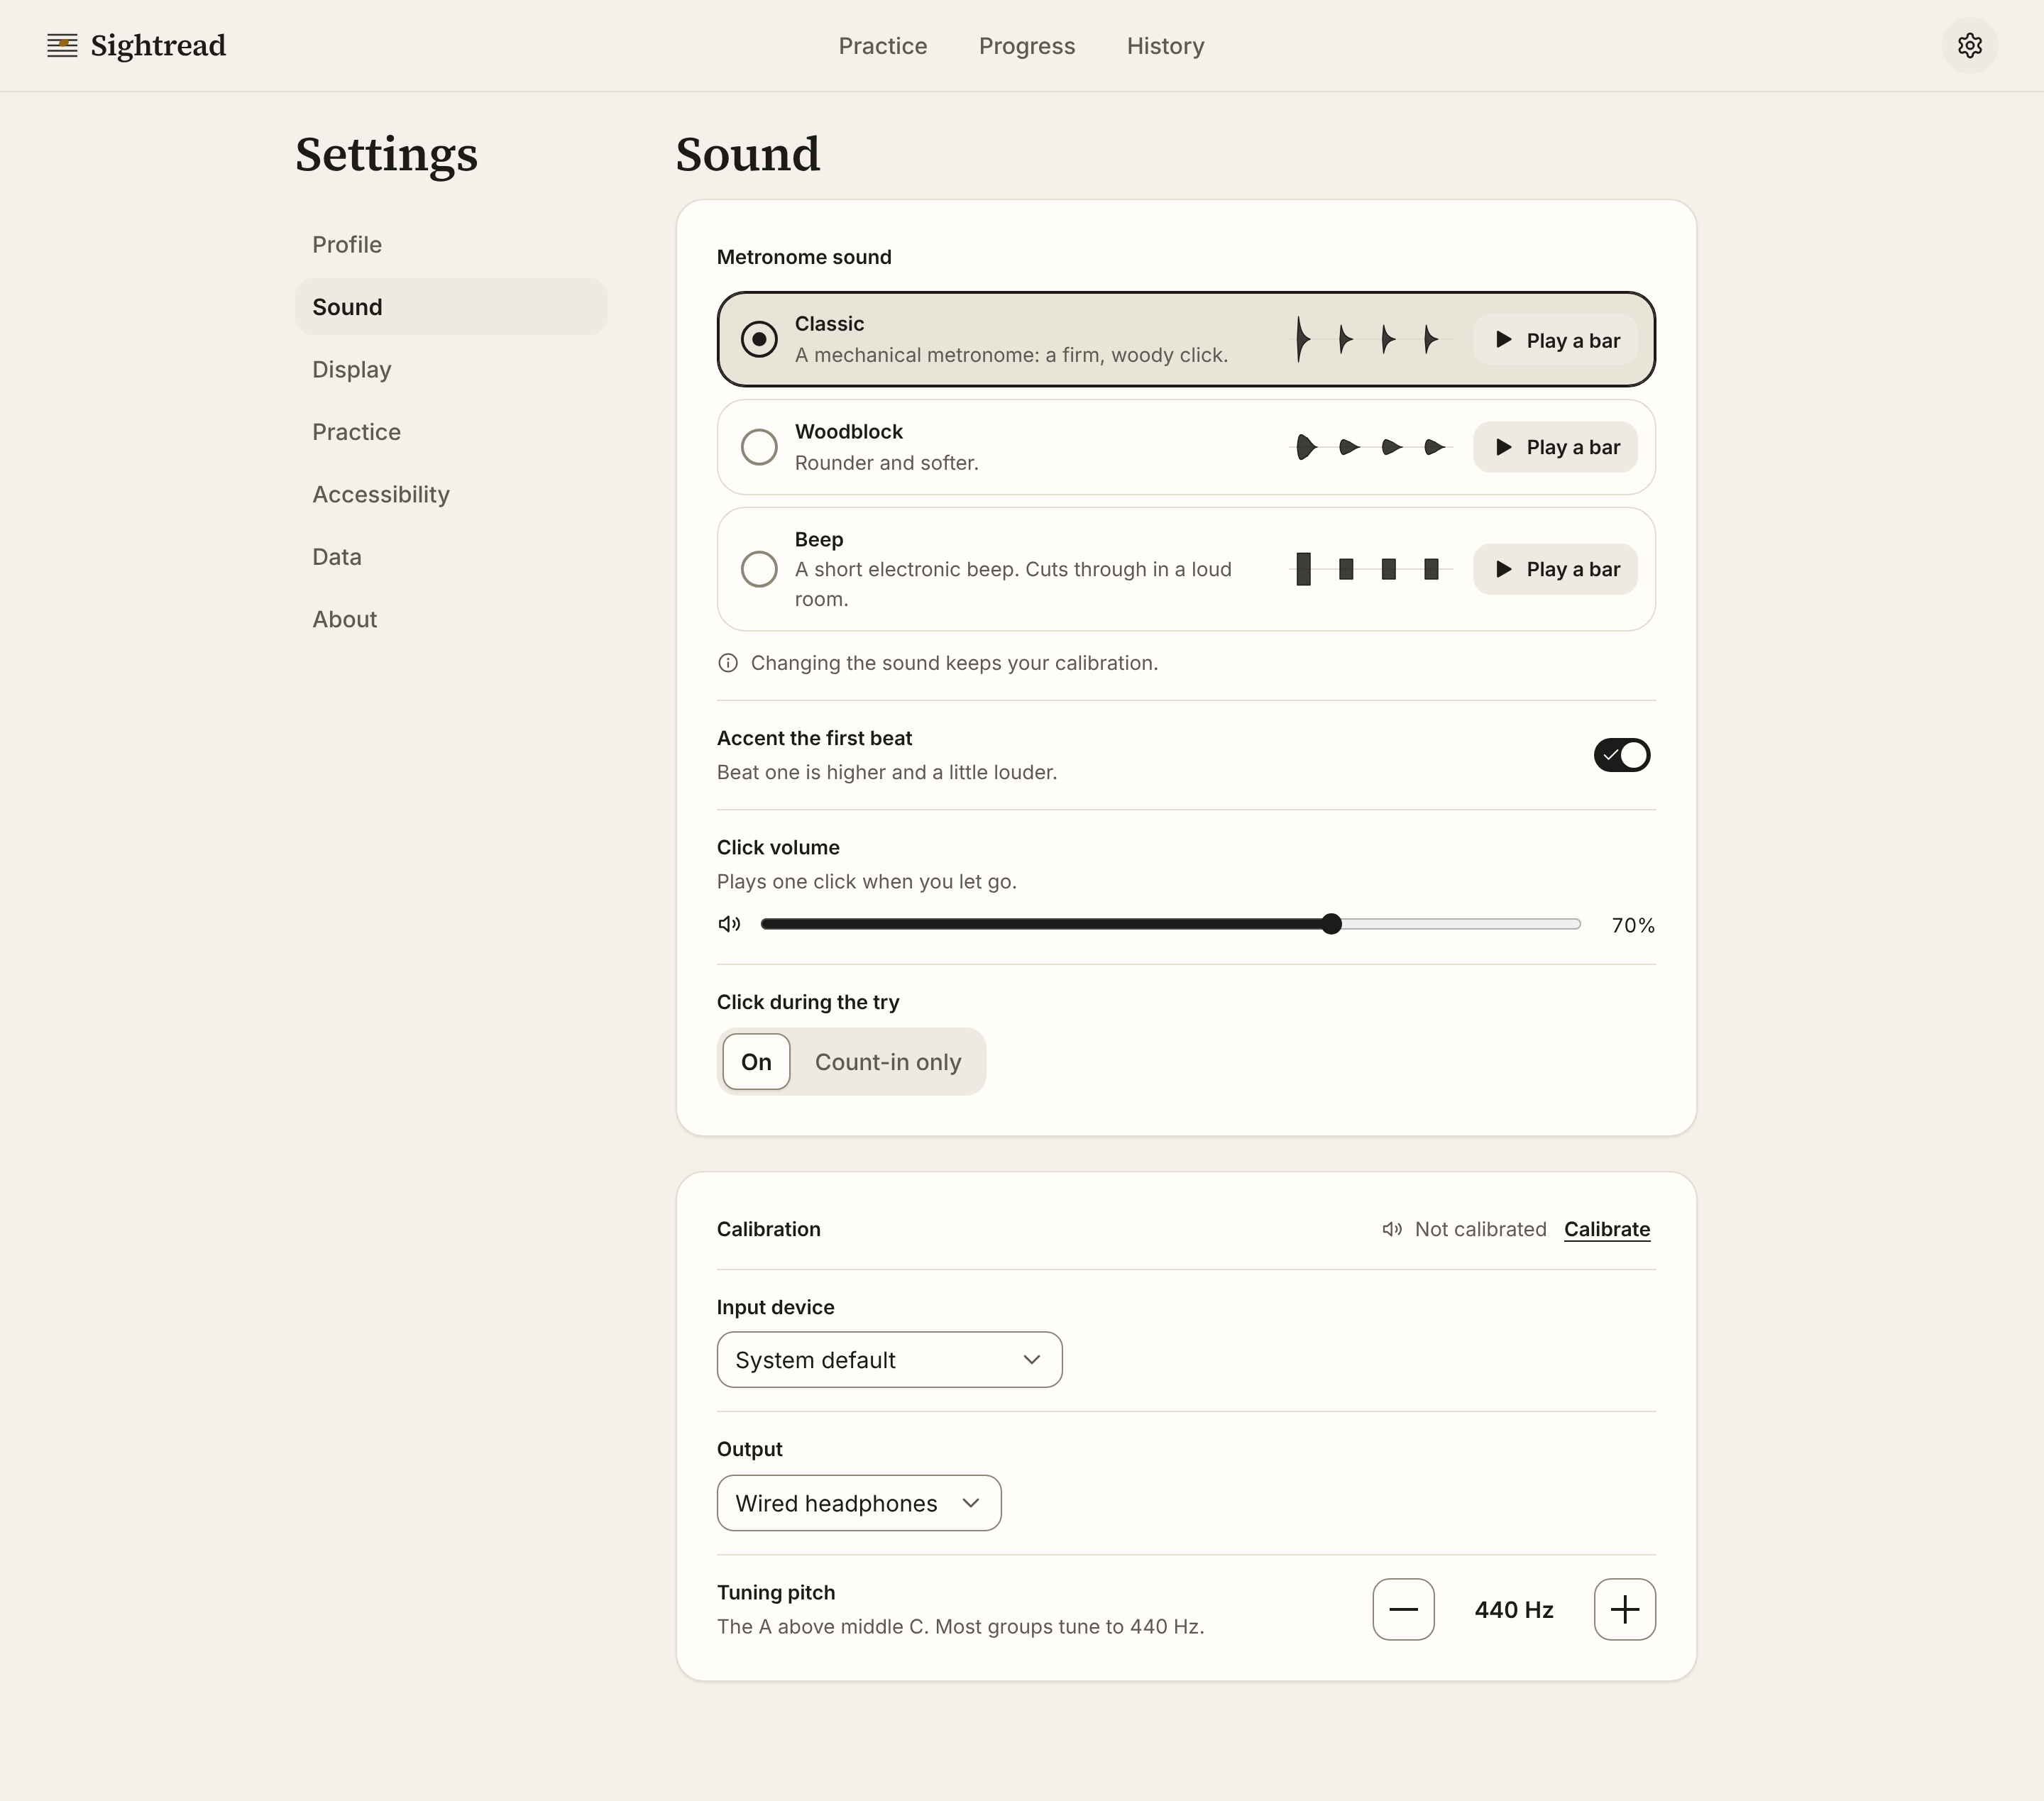 Sightread
Practice
Progress
History
Settings
Profile
Sound
Display
Practice
Accessibility
Data
About
Sound
Metronome sound
Classic
A mechanical metronome: a firm, woody click.
Play a bar
Woodblock
Rounder and softer.
Play a bar
Beep
A short electronic beep. Cuts through in a loud
room.
Play a bar
Changing the sound keeps your calibration.
Accent the first beat
Beat one is higher and a little louder.
Click volume
Plays one click when you let go.
70%
Click during the try
On
Count-in only
Calibration
Not calibrated
Calibrate
Input device
System default
Output
Wired headphones
Tuning pitch
The A above middle C. Most groups tune to 440 Hz.
440 Hz